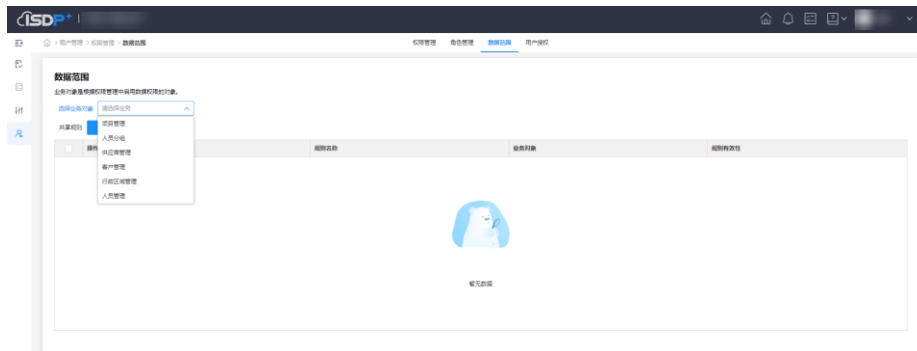 iSDP+
租户管理 > 权限管理 > 数据范围
权限管理 角色管理 数据范围 用户授权
数据范围
业务对象是根据权限管理中启用数据权限的对象。
选择业务对象 请选择业务
项目管理
共享规则
人员分组
操作 规则名称 业务对象 规则有效性
供应商管理
客户管理
行政区域管理
人员管理
暂无数据